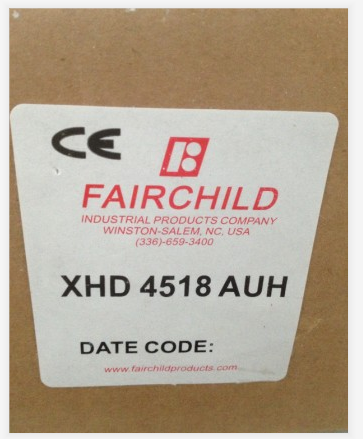 CE
FAIRCHILD
INDUSTRIAL PRODUCTS COMPANY
WINSTON-SALEM, NC, USA
(336)-659-3400
XHD 4518 AUH
DATE CODE:
www.fairchildproducts.com